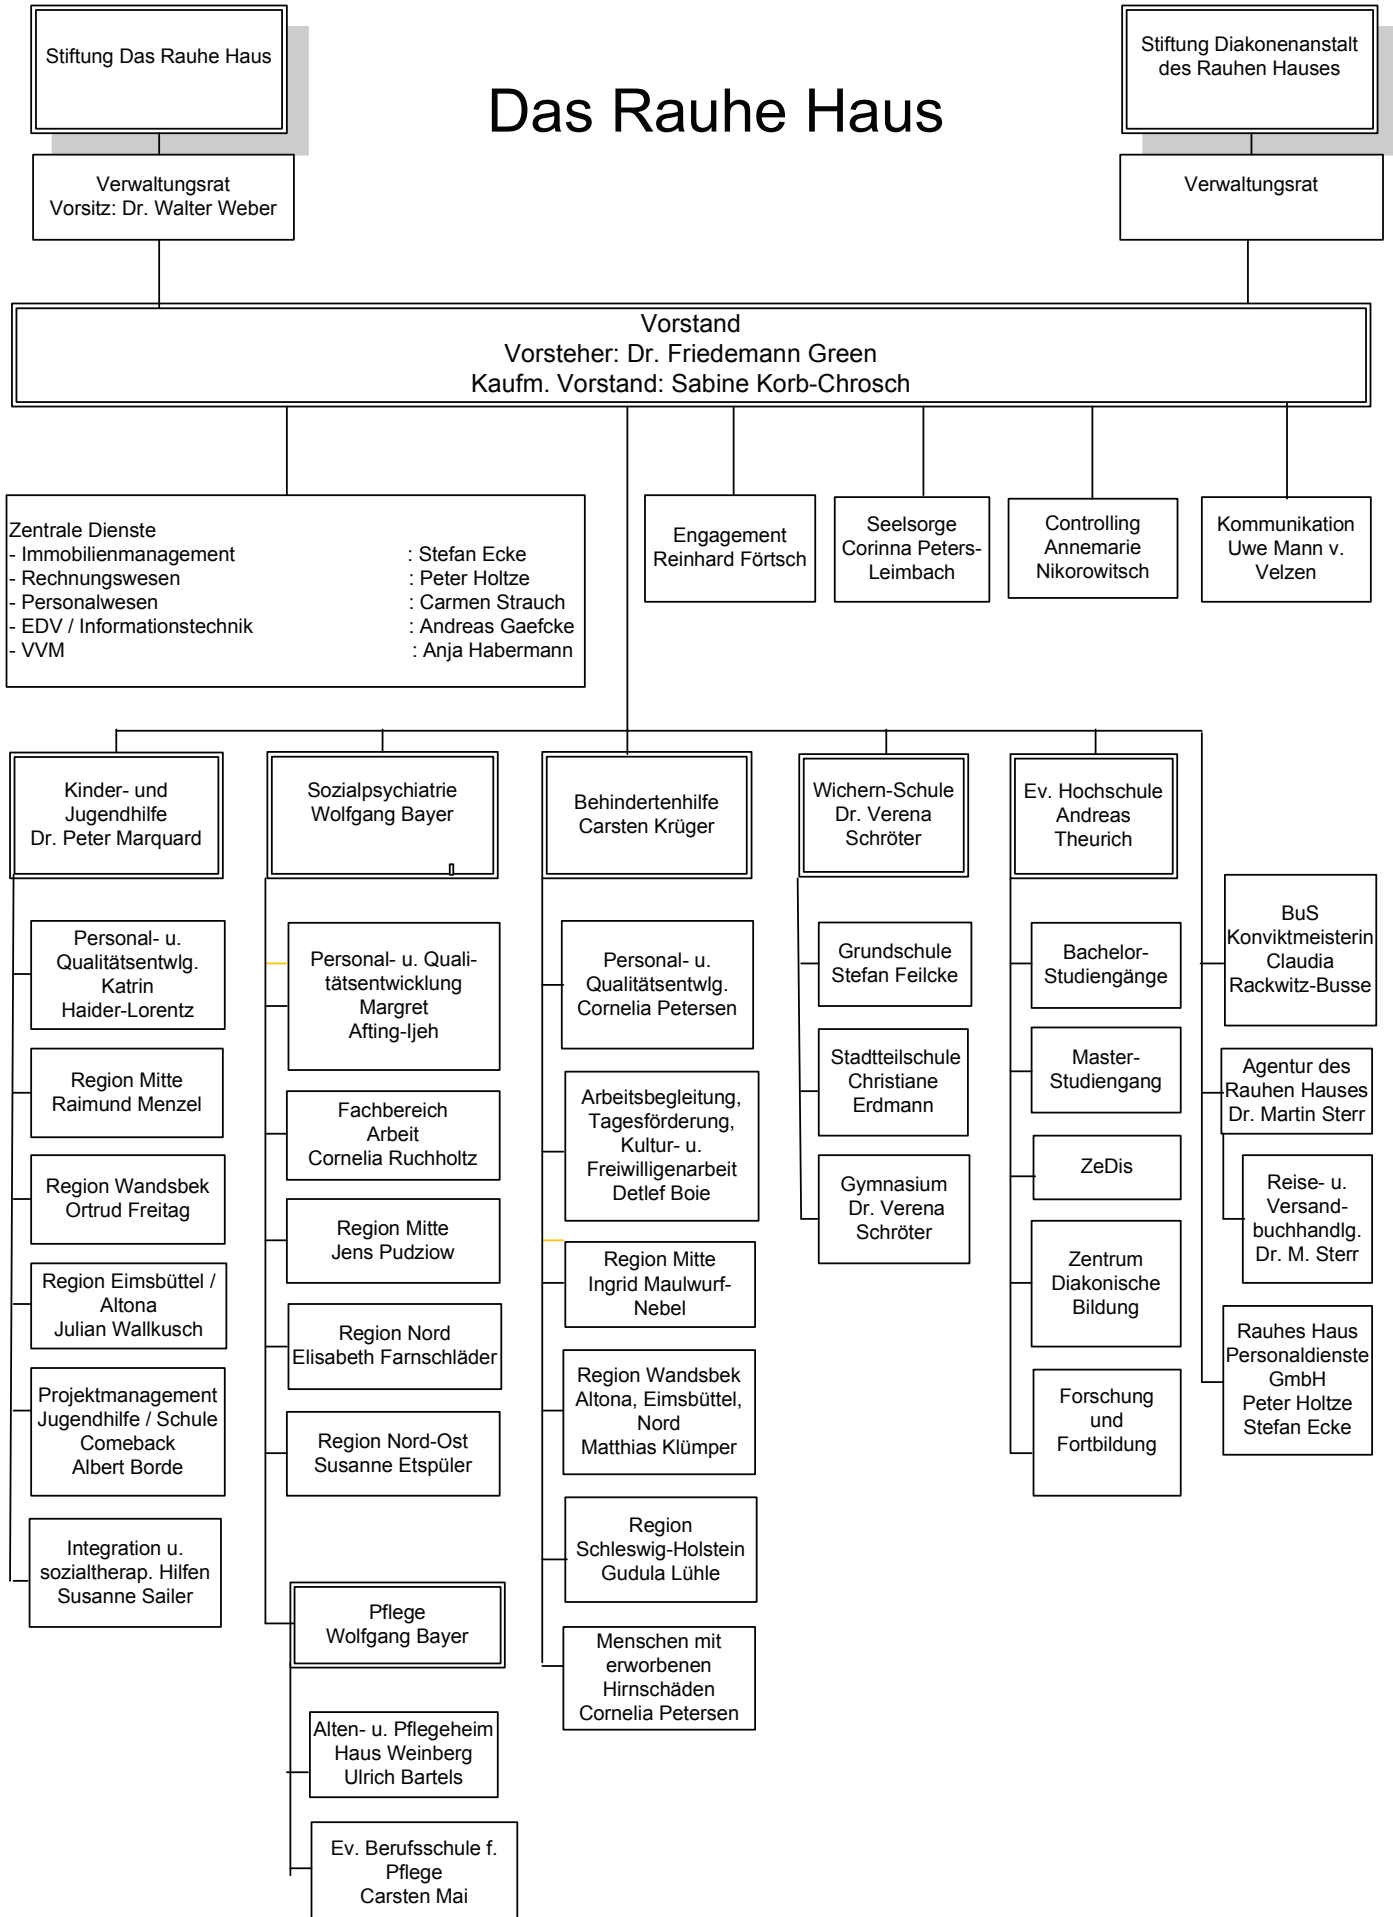 Stiftung Das Rauhe Haus
Stiftung Diakonenanstalt
des Rauhen Hauses
Das Rauhe Haus
Verwaltungsrat
Vorsitz: Dr. Walter Weber
Verwaltungsrat
Vorstand
Vorsteher: Dr. Friedemann Green
Kaufm. Vorstand: Sabine Korb-Chrosch
Zentrale Dienste
- Immobilienmanagement : Stefan Ecke
- Rechnungswesen : Peter Holtze
- Personalwesen : Carmen Strauch
- EDV / Informationstechnik : Andreas Gaefcke
- VVM : Anja Habermann
Engagement
Reinhard Förtsch
Seelsorge
Corinna Peters-
Leimbach
Controlling
Annemarie
Nikorowitsch
Kommunikation
Uwe Mann v.
Velzen
Kinder- und
Jugendhilfe
Dr. Peter Marquard
Personal- u.
Qualitätsentwlg.
Katrin
Haider-Lorentz
Region Mitte
Raimund Menzel
Region Wandsbek
Ortrud Freitag
Region Eimsbüttel /
Altona
Julian Wallkusch
Projektmanagement
Jugendhilfe / Schule
Comeback
Albert Borde
Integration u.
sozialtherap. Hilfen
Susanne Sailer
Sozialpsychiatrie
Wolfgang Bayer
Personal- u. Quali-
tätsentwicklung
Margret
Afting-Ijeh
Fachbereich
Arbeit
Cornelia Ruchholtz
Region Mitte
Jens Pudziow
Region Nord
Elisabeth Farnschläder
Region Nord-Ost
Susanne Etspüler
Pflege
Wolfgang Bayer
Alten- u. Pflegeheim
Haus Weinberg
Ulrich Bartels
Ev. Berufsschule f.
Pflege
Carsten Mai
Behindertenhilfe
Carsten Krüger
Personal- u.
Qualitätsentwlg.
Cornelia Petersen
Arbeitsbegleitung,
Tagesförderung,
Kultur- u.
Freiwilligenarbeit
Detlef Boie
Region Mitte
Ingrid Maulwurf-
Nebel
Region Wandsbek
Altona, Eimsbüttel,
Nord
Matthias Klümper
Region
Schleswig-Holstein
Gudula Lühle
Menschen mit
erworbenen
Hirnschäden
Cornelia Petersen
Wichern-Schule
Dr. Verena
Schröter
Grundschule
Stefan Feilcke
Stadtteilschule
Christiane
Erdmann
Gymnasium
Dr. Verena
Schröter
Ev. Hochschule
Andreas
Theurich
Bachelor-
Studiengänge
Master-
Studiengang
ZeDis
Zentrum
Diakonische
Bildung
Forschung
und
Fortbildung
BuS
Konviktmeisterin
Claudia
Rackwitz-Busse
Agentur des
Rauhen Hauses
Dr. Martin Sterr
Reise- u.
Versand-
buchhandlg.
Dr. M. Sterr
Rauhes Haus
Personaldienste
GmbH
Peter Holtze
Stefan Ecke